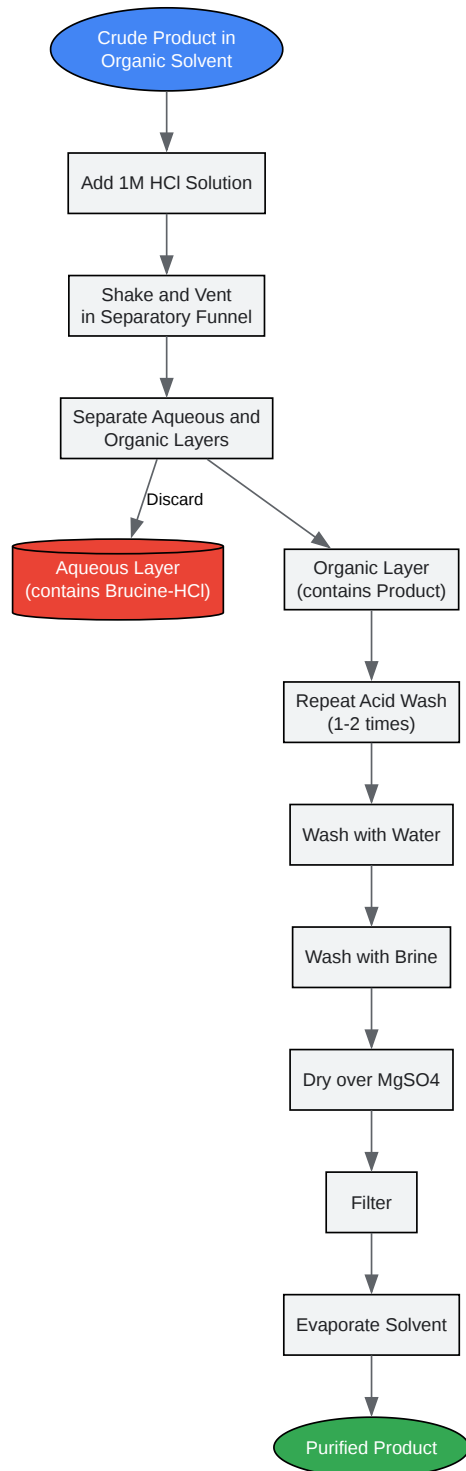 Crude Product in
Organic Solvent
Add 1M HCl Solution
Shake and Vent
in Separatory Funnel
Separate Aqueous and
Organic Layers
Discard
Aqueous Layer
(contains Brucine-HCl)
Organic Layer
(contains Product)
Repeat Acid Wash
(1-2 times)
Wash with Water
Wash with Brine
Dry over MgSO4
Filter
Evaporate Solvent
Purified Product